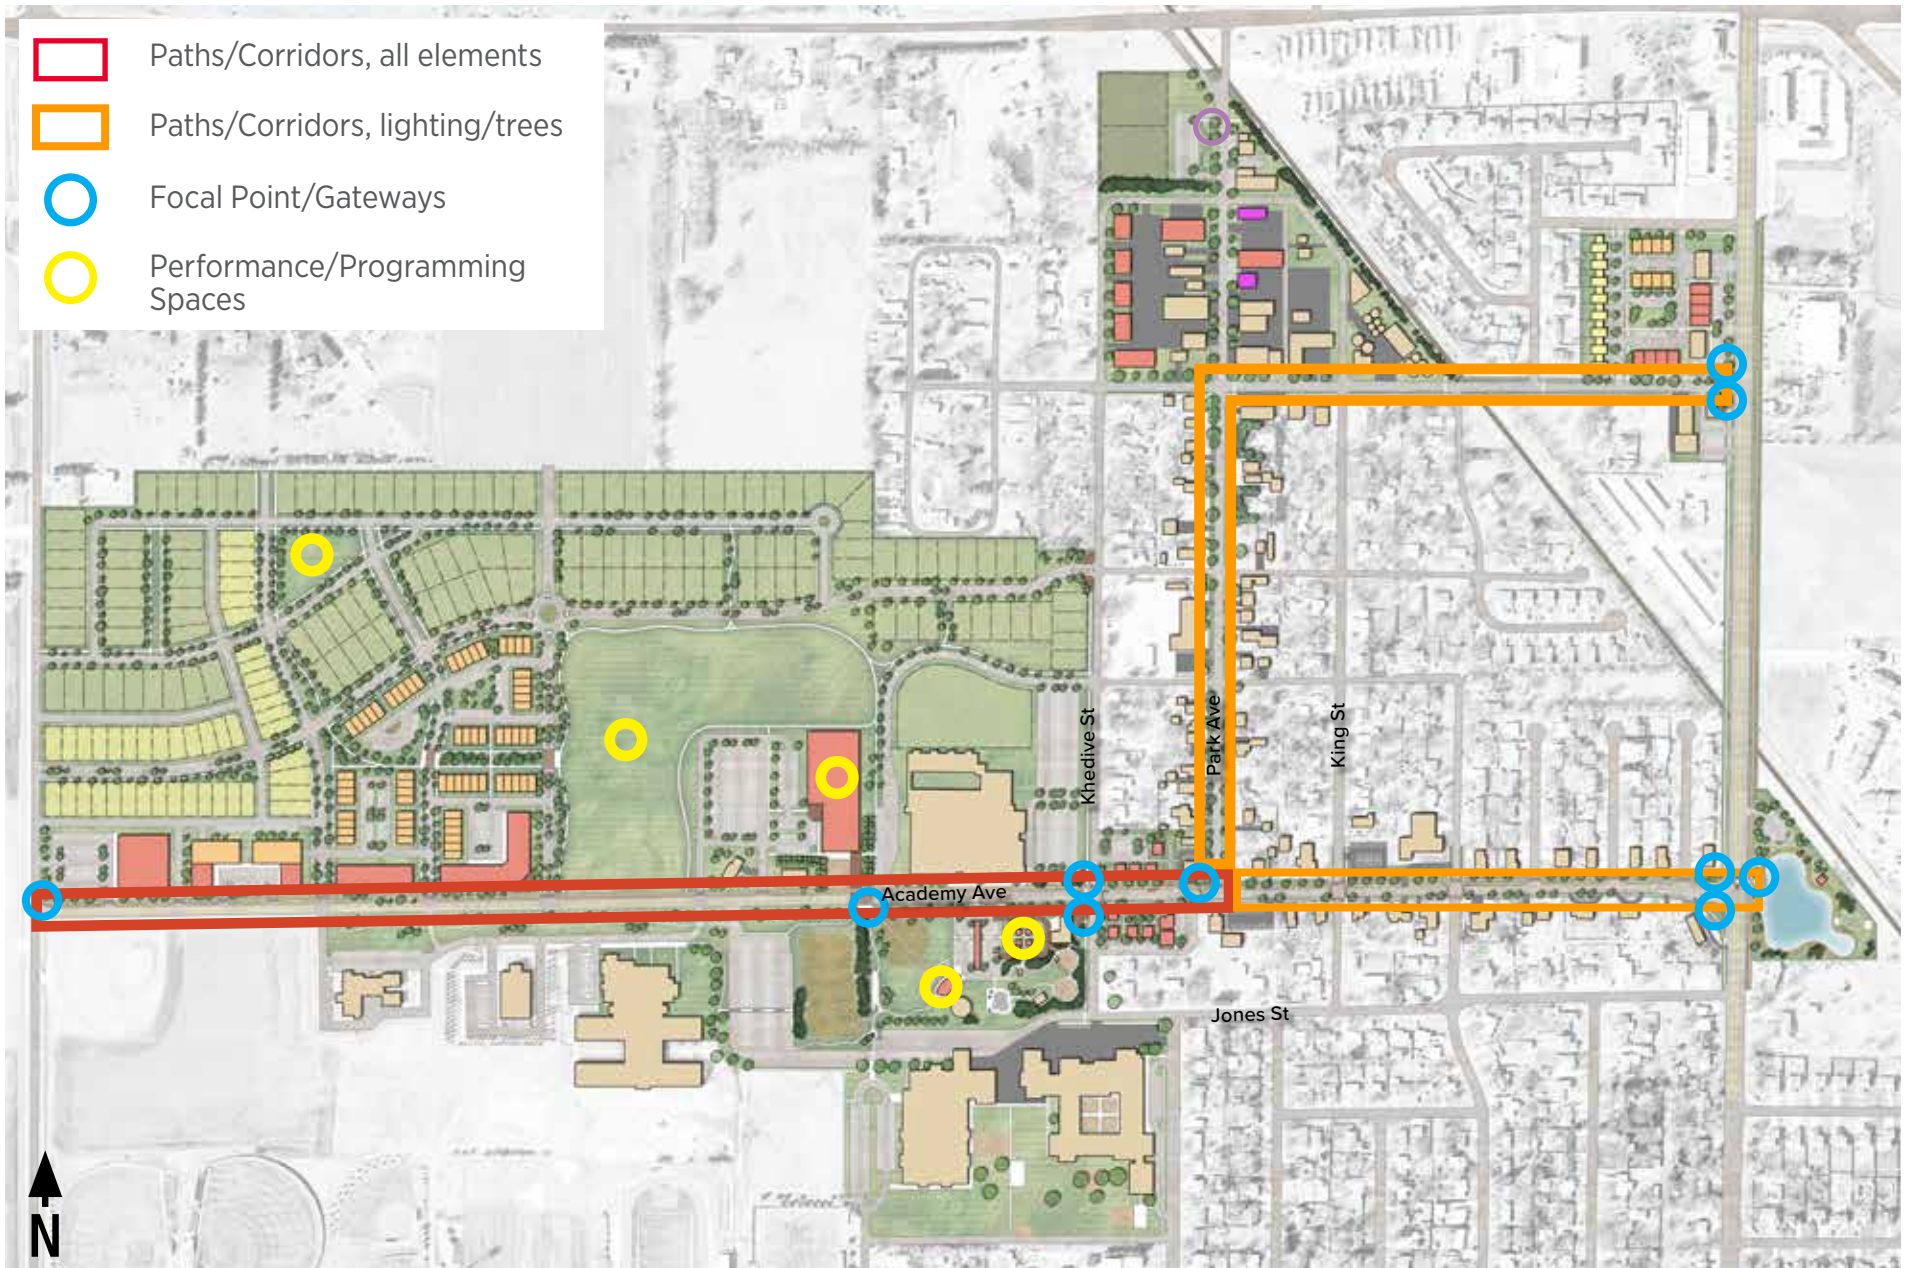 Paths/Corridors, all elements
Paths/Corridors, lighting/trees
Focal Point/Gateways
Performance/Programming
Spaces
Khedive St
Park Ave
King St
Academy Ave
Jones St
N